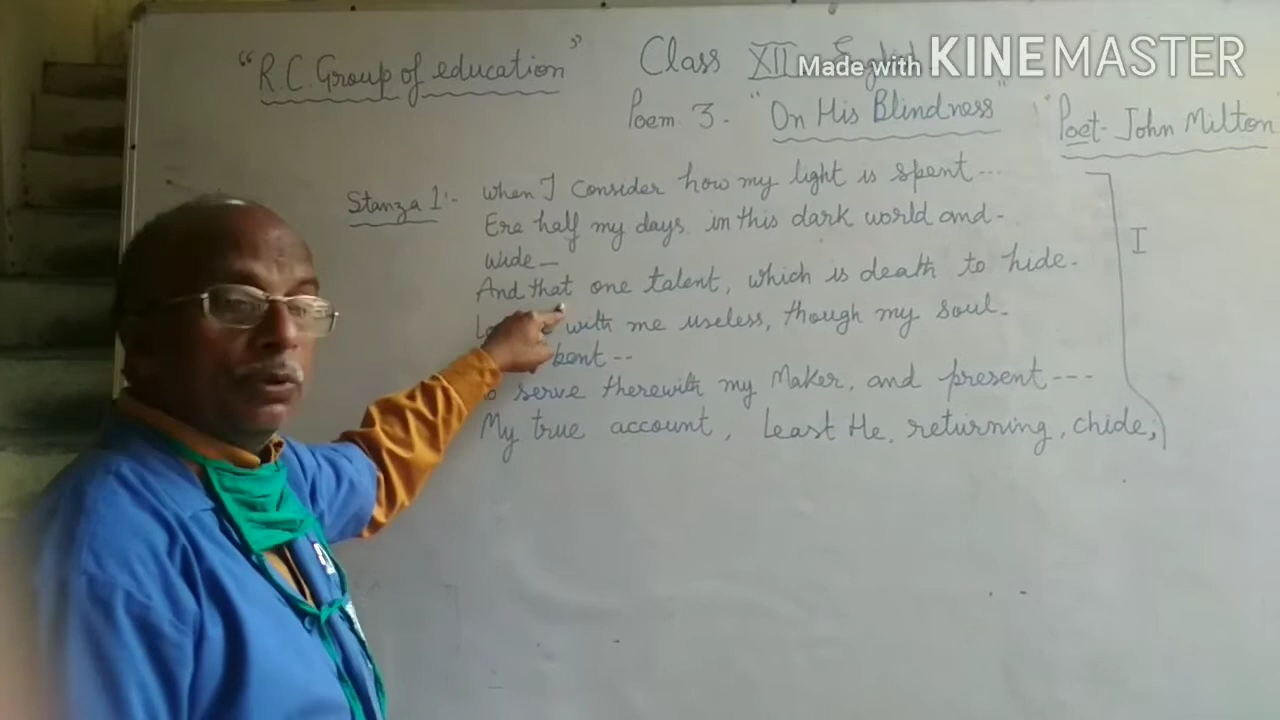 "R.C. Group of education"
Class XII
Made with KINEMASTER
Poem 3. "On His Blindness"
Poet - John Milton
Stanza 1:- When I consider how my light is spent...
Ere half my days in this dark world and-
wide_
And that one talent, which is death to hide-
with me useless, though my soul.
bent--
serve therewith my Maker, and present---
My true account, Least He, returning, chide;
I